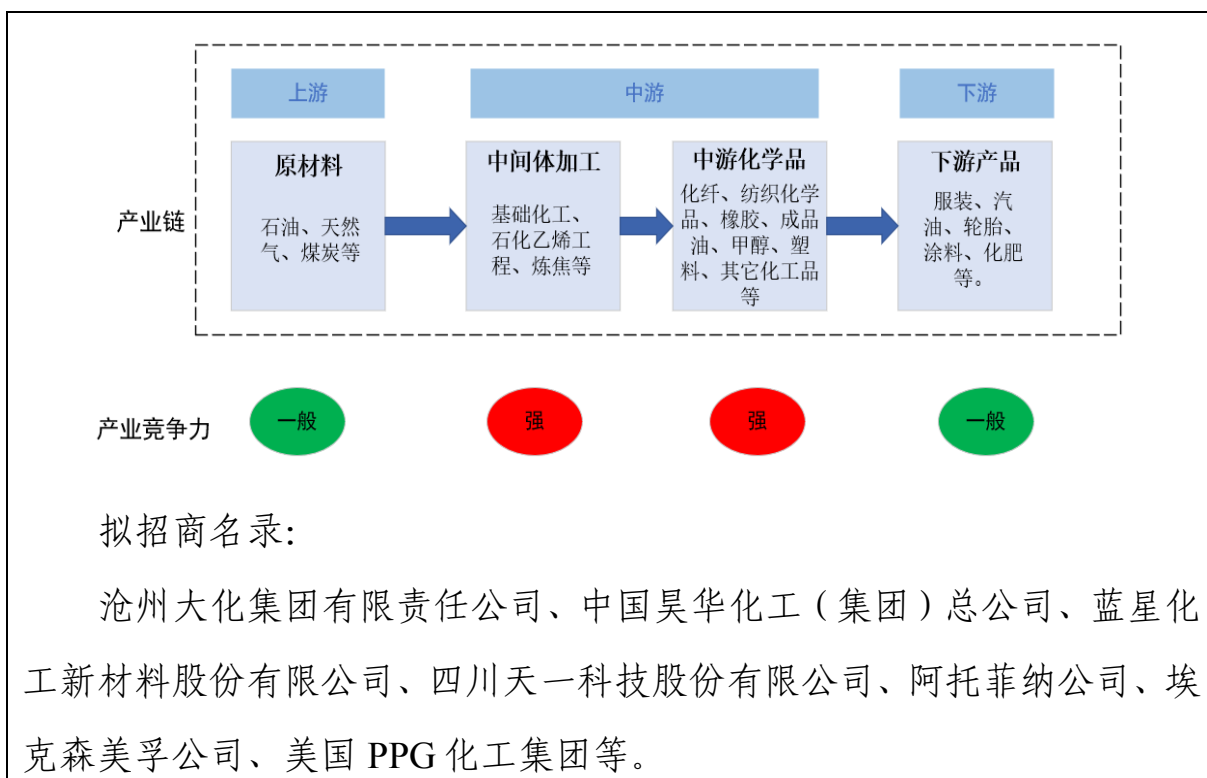 上游
中游
下游
产业链
原材料
石油、天然
气、煤炭等
中间体加工
基础化工、
石化乙烯工
程、炼焦等
中游化学品
化纤、纺织化学
品、橡胶、成品
油、甲醇、塑
料、其它化工品
等
下游产品
服装、汽
油、轮胎、
涂料、化肥
等。
产业竞争力
一般
强
强
一般
拟招商名录:
沧州大化集团有限责任公司、中国昊华化工（集团）总公司、蓝星化
工新材料股份有限公司、四川天一科技股份有限公司、阿托菲纳公司、埃
克森美孚公司、美国 PPG 化工集团等。